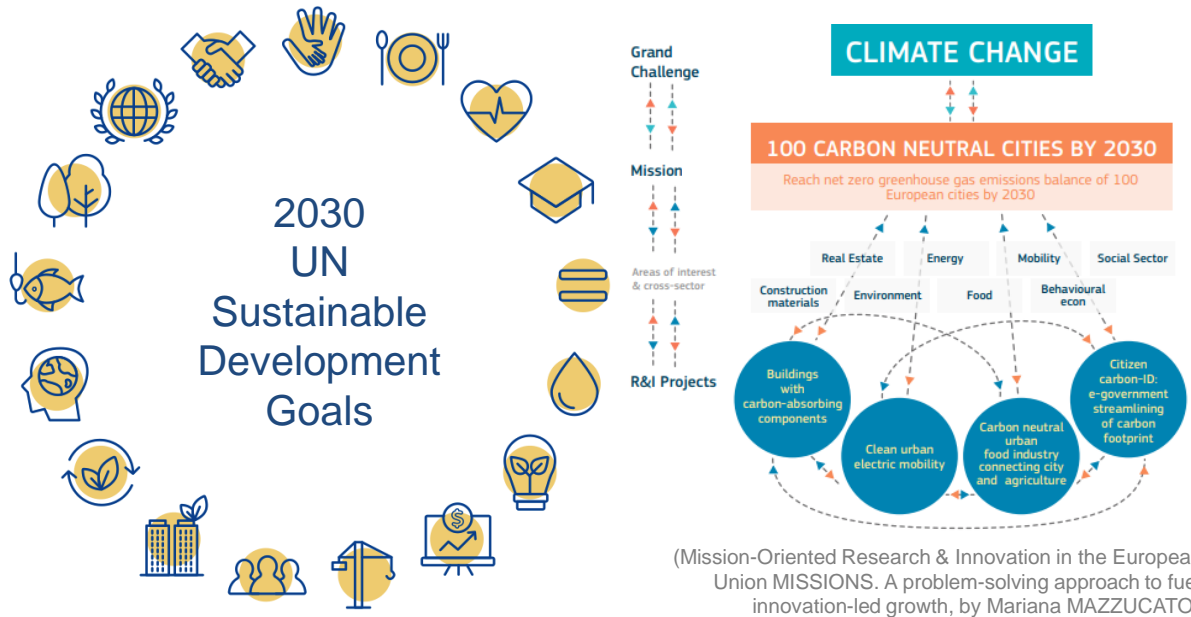 2030
UN
Sustainable
Development
Goals
$
Grand
Challenge
Mission
Areas of interest
& cross-sector
R&I Projects
CLIMATE CHANGE
100 CARBON NEUTRAL CITIES BY 2030
Reach net zero greenhouse gas emissions balance of 100
European cities by 2030
Real Estate
Energy
Mobility
Social Sector
Construction
materials
Environment
Food
Behavioural
econ
Buildings
with
carbon-absorbing
components
Clean urban
electric mobility
Carbon neutral
urban
food industry
connecting city
and agriculture
Citizen
carbon-ID:
e-government
streamlining
of carbon
footprint
(Mission-Oriented Research & Innovation in the Europea
Union MISSIONS. A problem-solving approach to fue
innovation-led growth, by Mariana MAZZUCATO